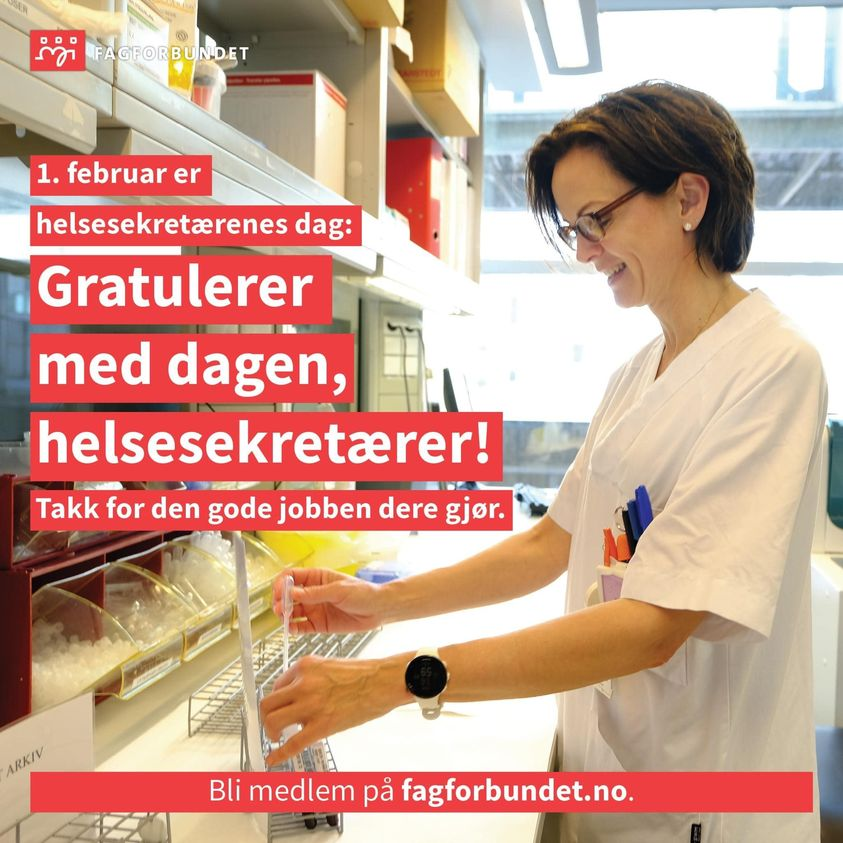 FAGFORBUNDET
1. februar er
helsesekretærenes dag:
Gratulerer
med dagen,
helsesekretærer!
Takk for den gode jobben dere gjør.
ARKIV
Bli medlem på fagforbundet.no.